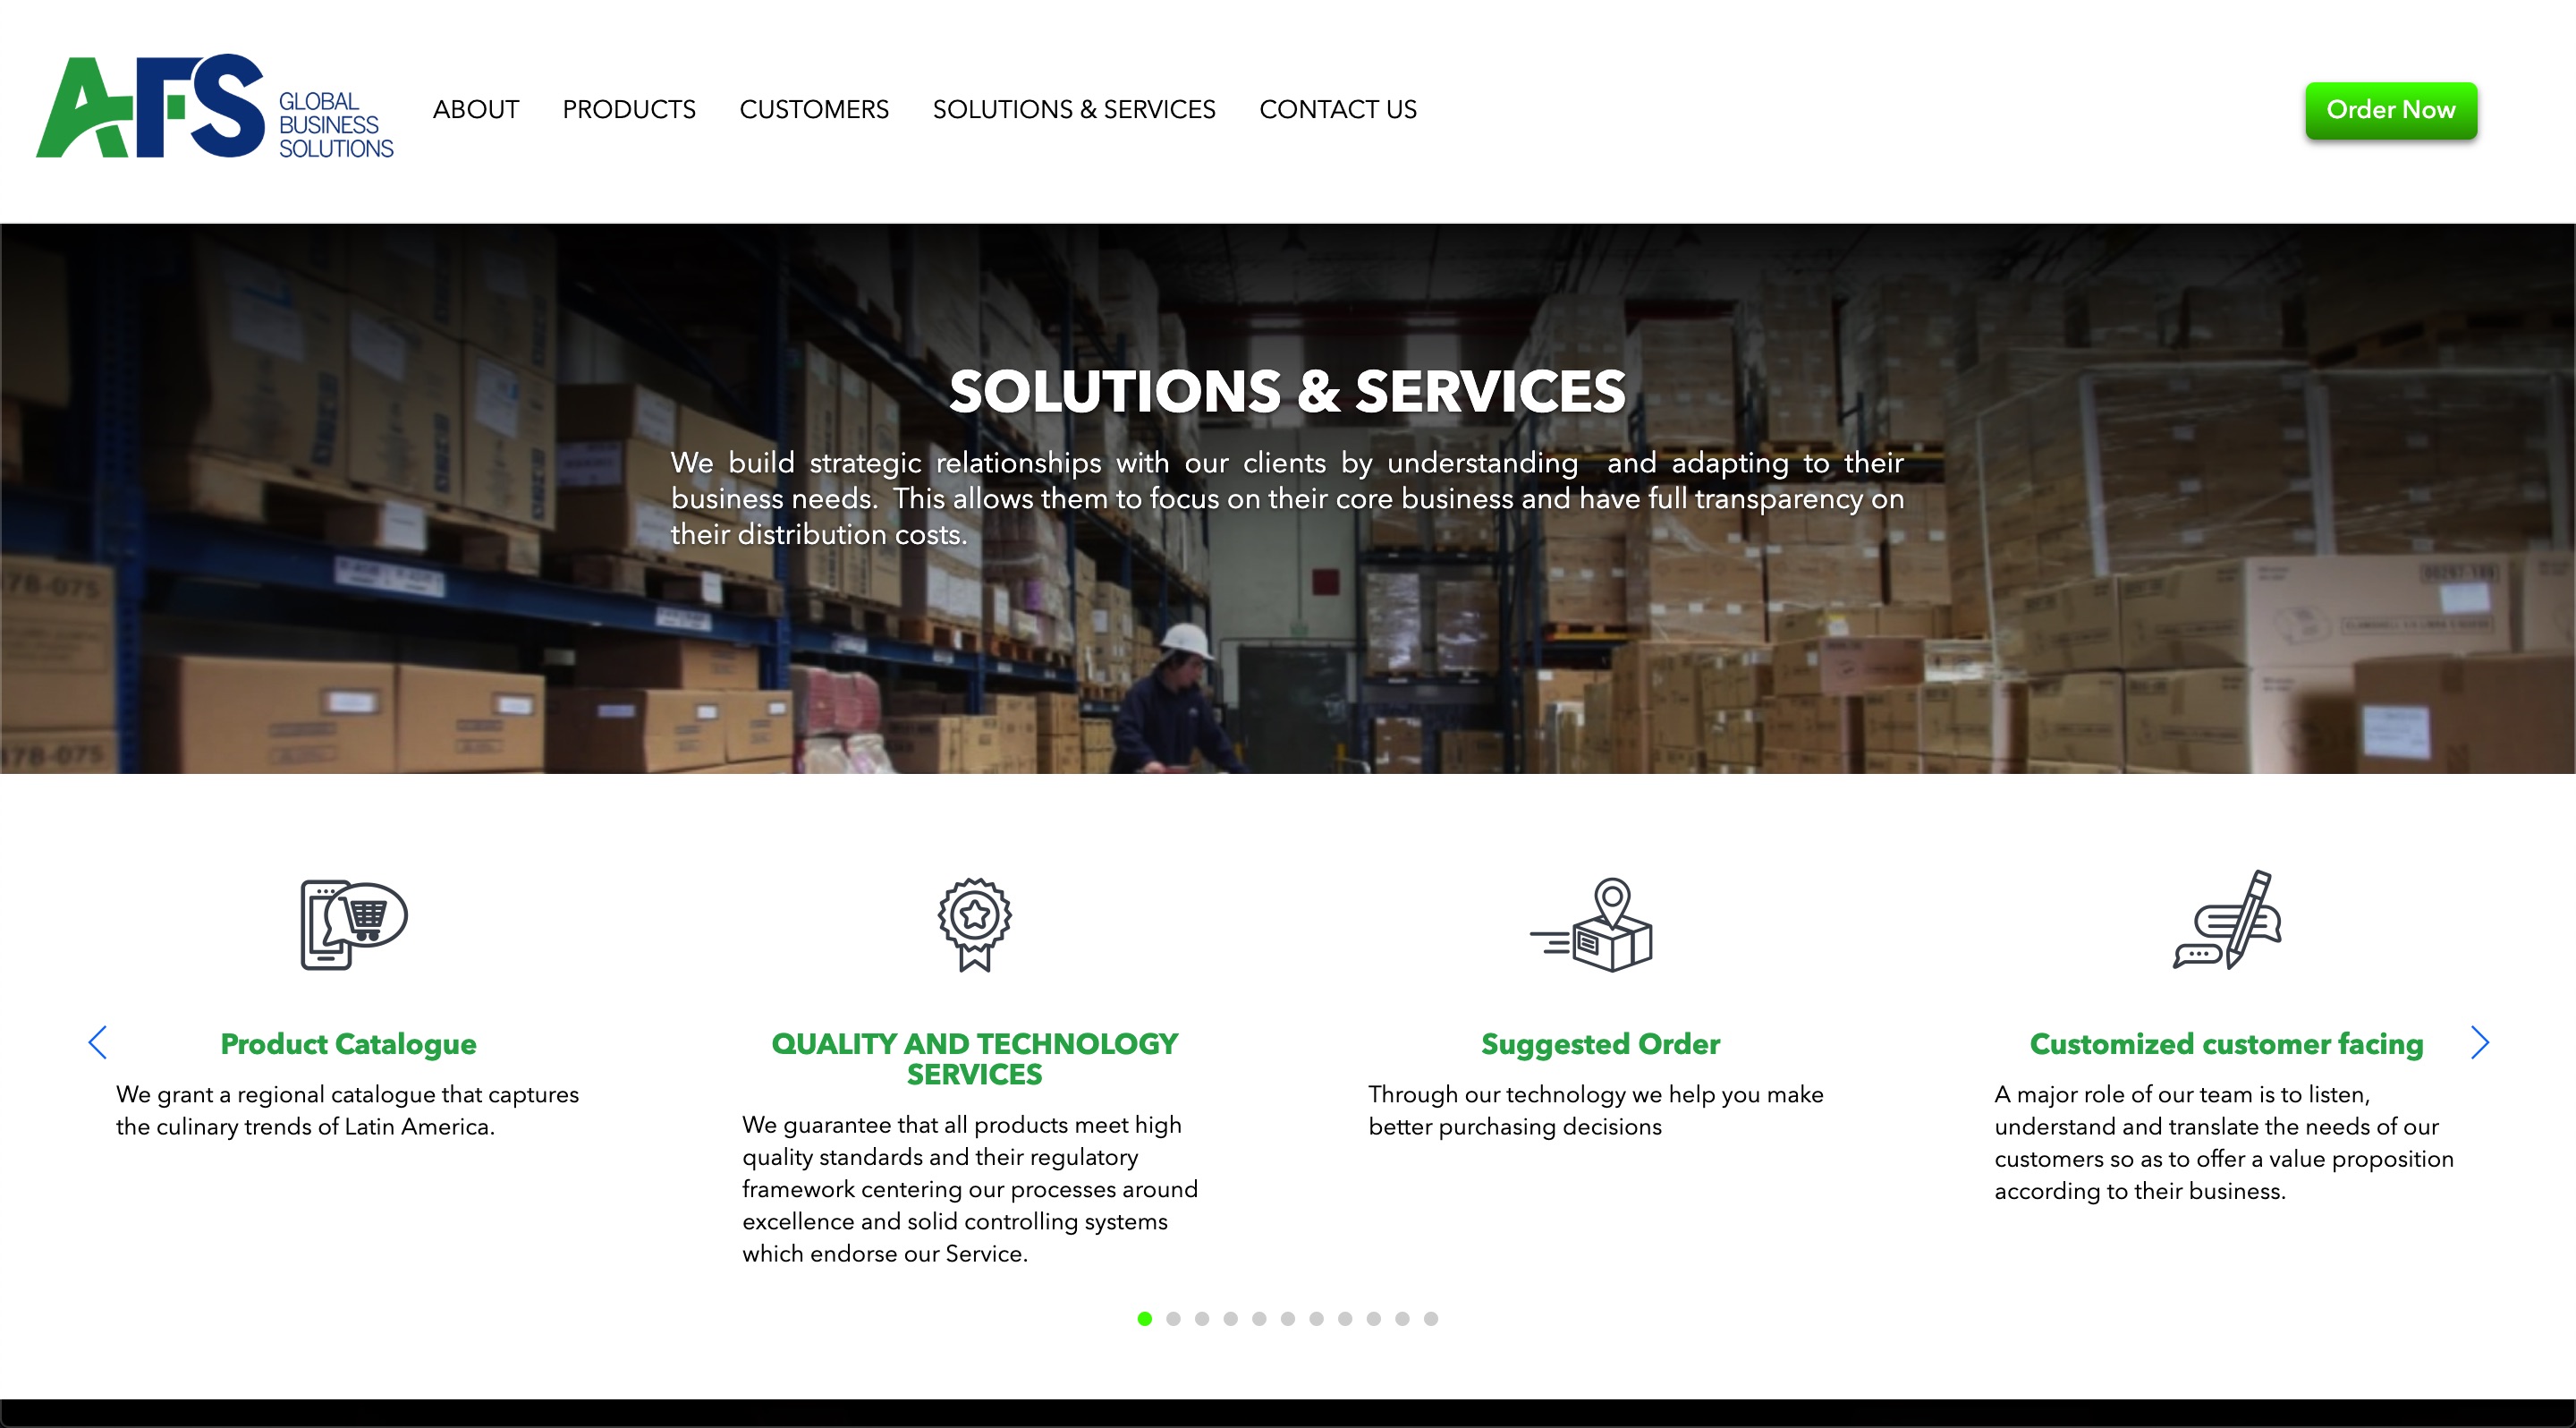 AFS
GLOBAL
BUSINESS
SOLUTIONS
ABOUT PRODUCTS CUSTOMERS SOLUTIONS & SERVICES CONTACT US
Order Now
SOLUTIONS & SERVICES
We build strategic relationships with our clients by understanding and adapting to their
business needs. This allows them to focus on their core business and have full transparency on
their distribution costs.
78-075
178-075
Product Catalogue
We grant a regional catalogue that captures
the culinary trends of Latin America.
QUALITY AND TECHNOLOGY
SERVICES
We guarantee that all products meet high
quality standards and their regulatory
framework centering our processes around
excellence and solid controlling systems
which endorse our Service.
Suggested Order
Through our technology we help you make
better purchasing decisions
Customized customer facing
A major role of our team is to listen,
understand and translate the needs of our
customers so as to offer a value proposition
according to their business.